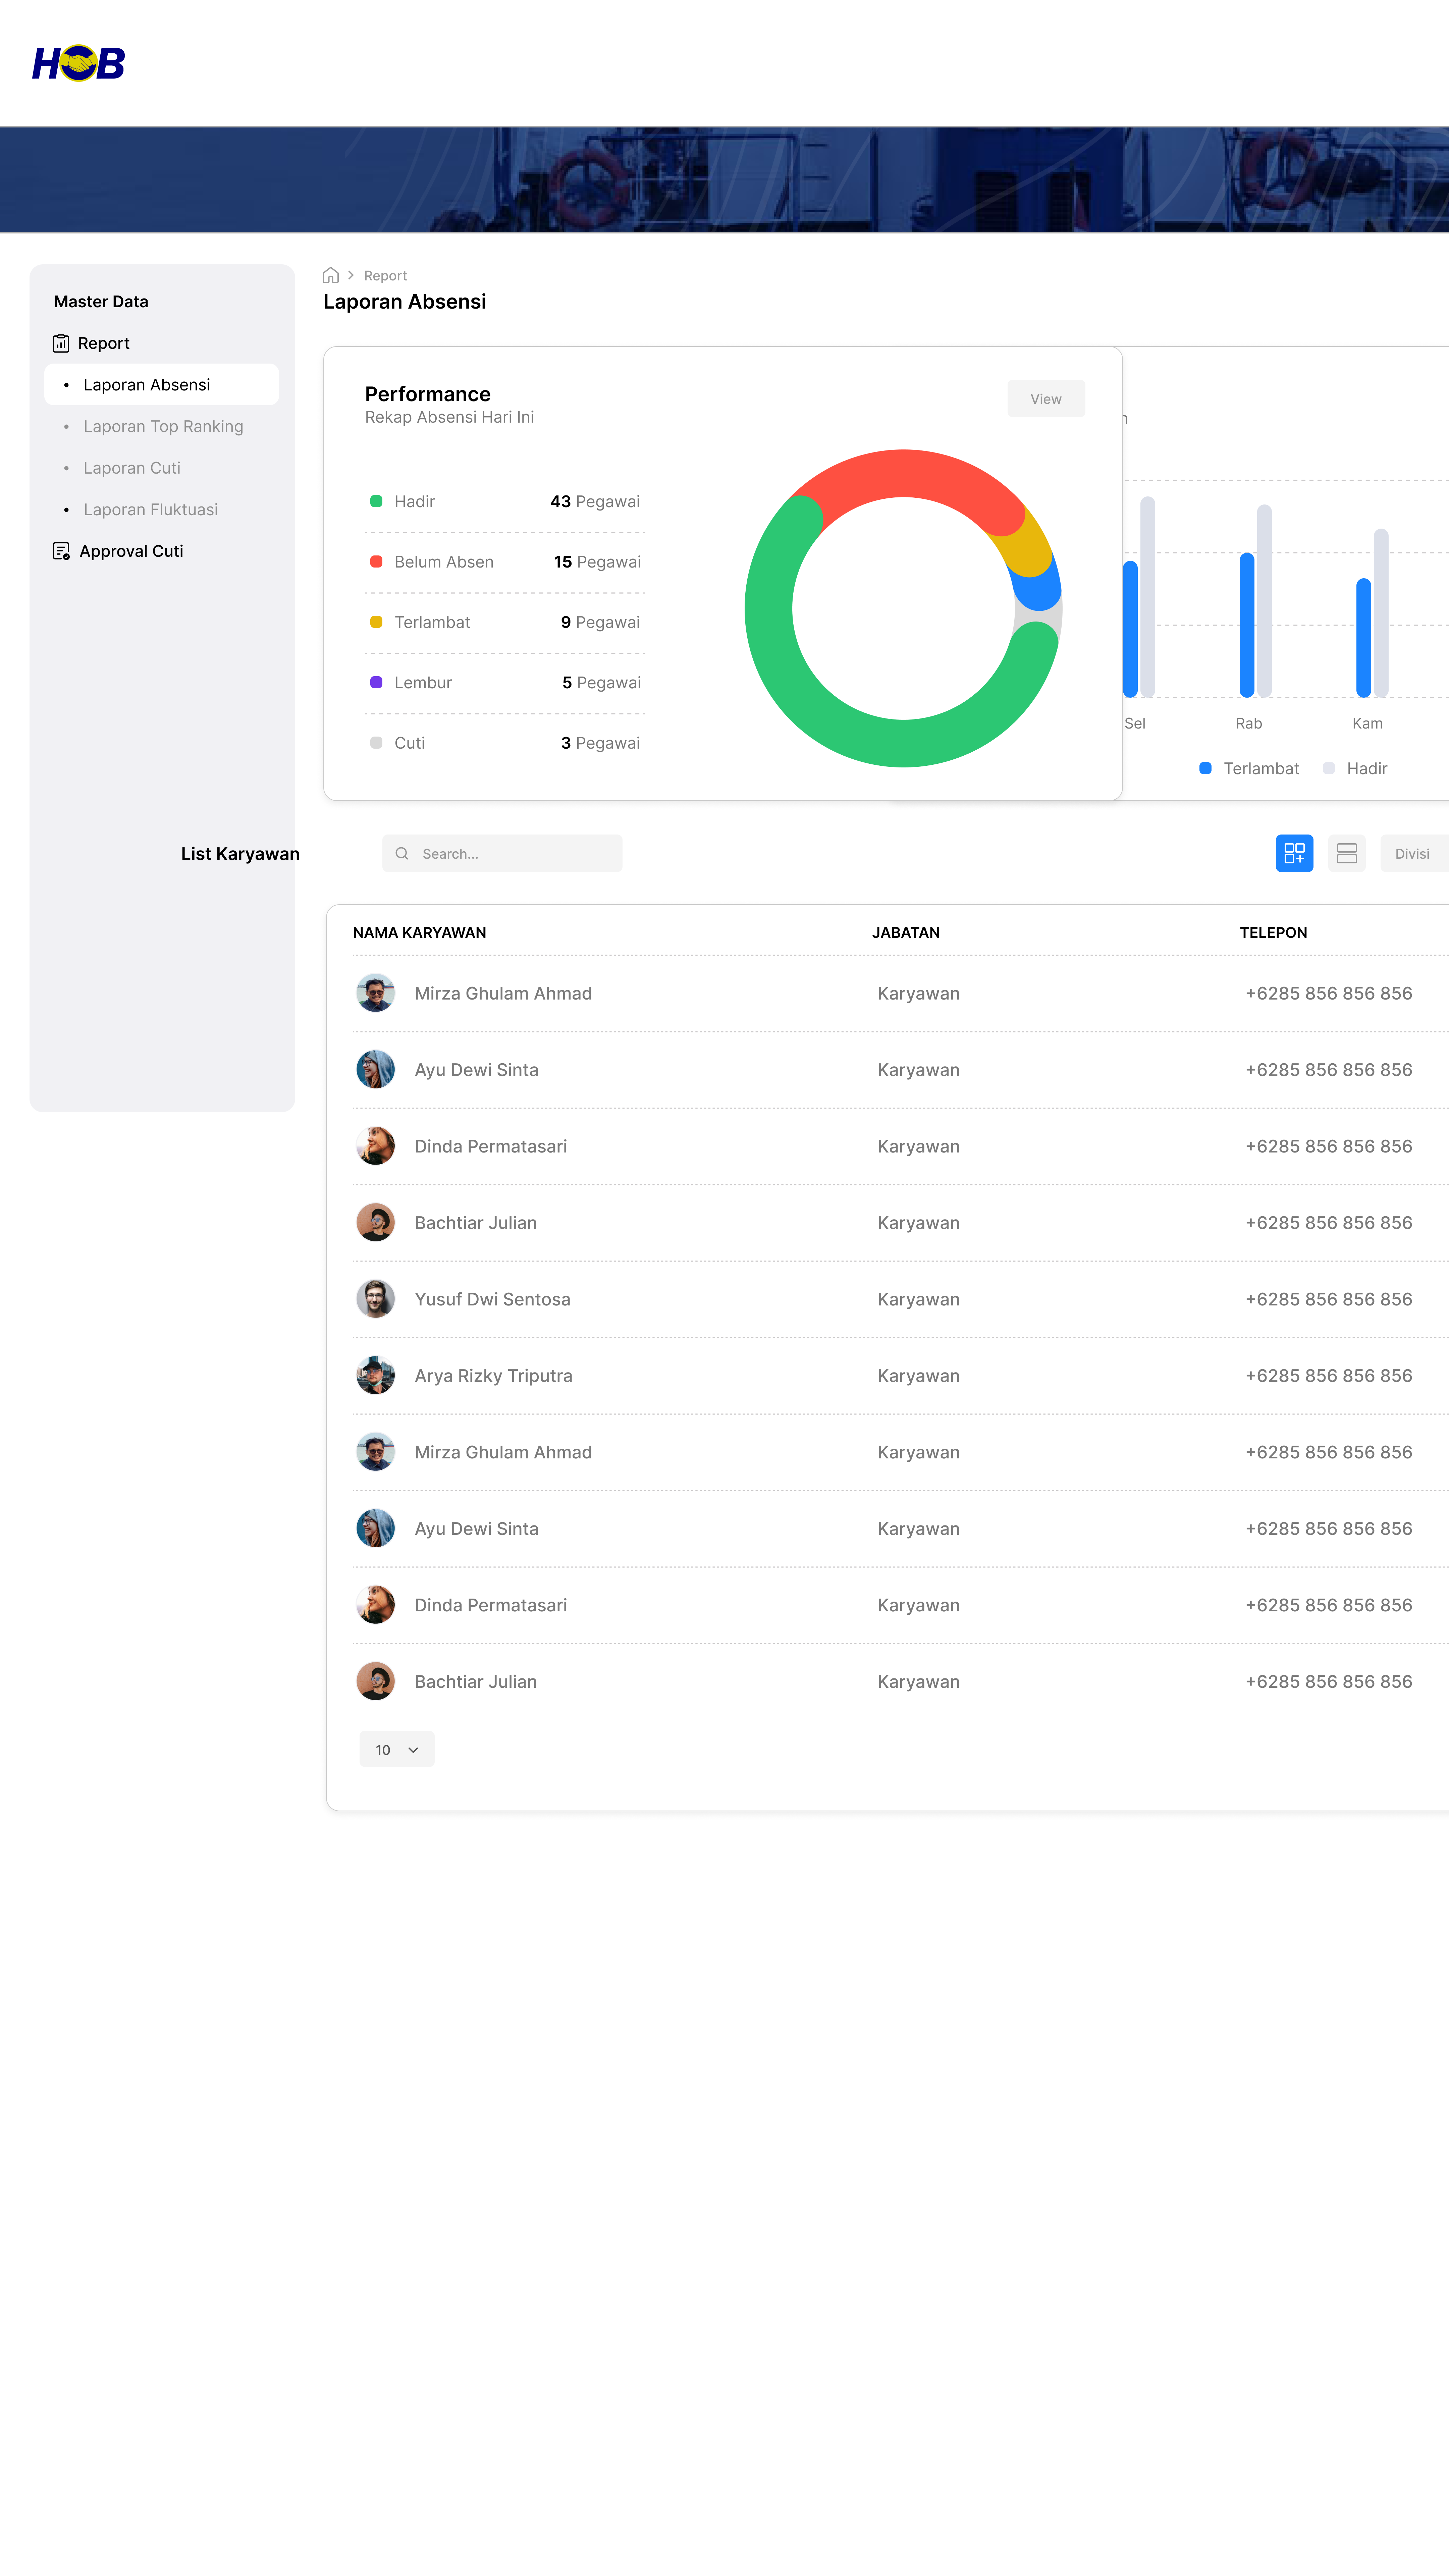 HOB
Report
Laporan Absensi
Master Data
Report
Laporan Absensi
Laporan Top Ranking
Laporan Cuti
Laporan Fluktuasi
Approval Cuti
Performance
Rekap Absensi Hari Ini
View
Hadir 43 Pegawai
Belum Absen 15 Pegawai
Terlambat 9 Pegawai
Lembur 5 Pegawai
Cuti 3 Pegawai
Sel Rab Kam
Terlambat Hadir
List Karyawan
Search...
Divisi
NAMA KARYAWAN JABATAN TELEPON
Mirza Ghulam Ahmad Karyawan +6285 856 856 856
Ayu Dewi Sinta Karyawan +6285 856 856 856
Dinda Permatasari Karyawan +6285 856 856 856
Bachtiar Julian Karyawan +6285 856 856 856
Yusuf Dwi Sentosa Karyawan +6285 856 856 856
Arya Rizky Triputra Karyawan +6285 856 856 856
Mirza Ghulam Ahmad Karyawan +6285 856 856 856
Ayu Dewi Sinta Karyawan +6285 856 856 856
Dinda Permatasari Karyawan +6285 856 856 856
Bachtiar Julian Karyawan +6285 856 856 856
10